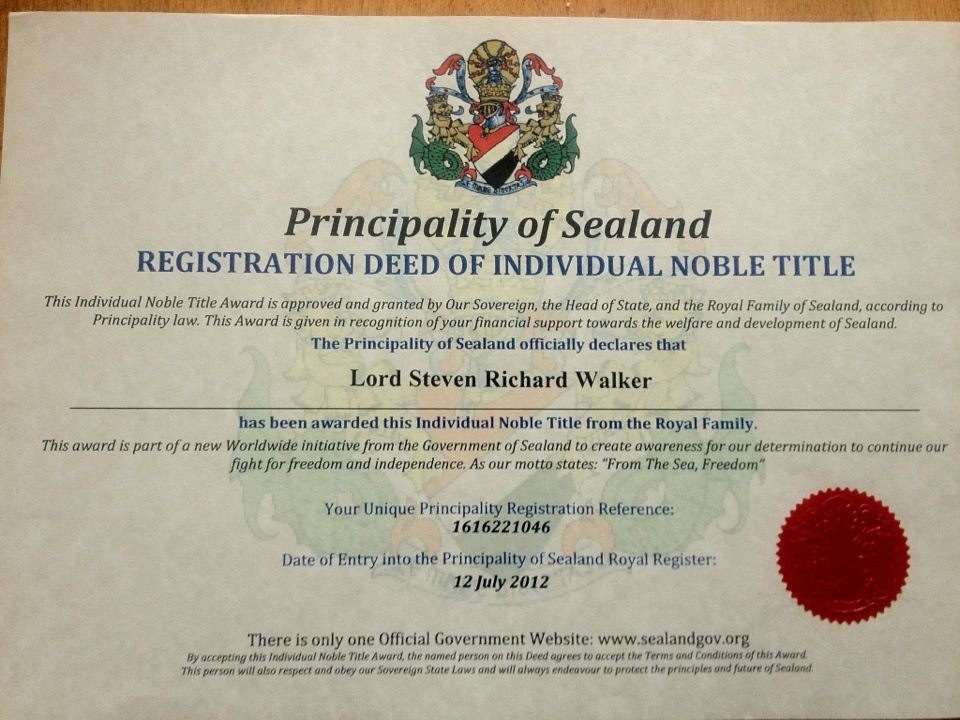 Principality of Sealand
REGISTRATION DEED OF INDIVIDUAL NOBLE TITLE
This Individual Noble Title Award is approved and granted by Our Sovereign, the Head of State, and the Royal Family of Sealand, according to
Principality law. This Award is given in recognition of your financial support towards the welfare and development of Sealand.
The Principality of Sealand officially declares that
Lord Steven Richard Walker
has been awarded this Individual Noble Title from the Royal Family.
This award is part of a new Worldwide initiative from the Government of Sealand to create awareness for our determination to continue our
fight for freedom and independence. As our motto states: "From The Sea, Freedom"
Your Unique Principality Registration Reference:
1616221046
Date of Entry into the Principality of Sealand Royal Register:
12 July 2012
There is only one Official Government Website: www.sealandgov.org
By accepting this Individual Noble Title Award, the named person on this Deed agrees to accept the Terms and Conditions of this Award.
This person will also respect and obey our Sovereign State Laws and will always endeavour to protect the principles and future of Sealand.